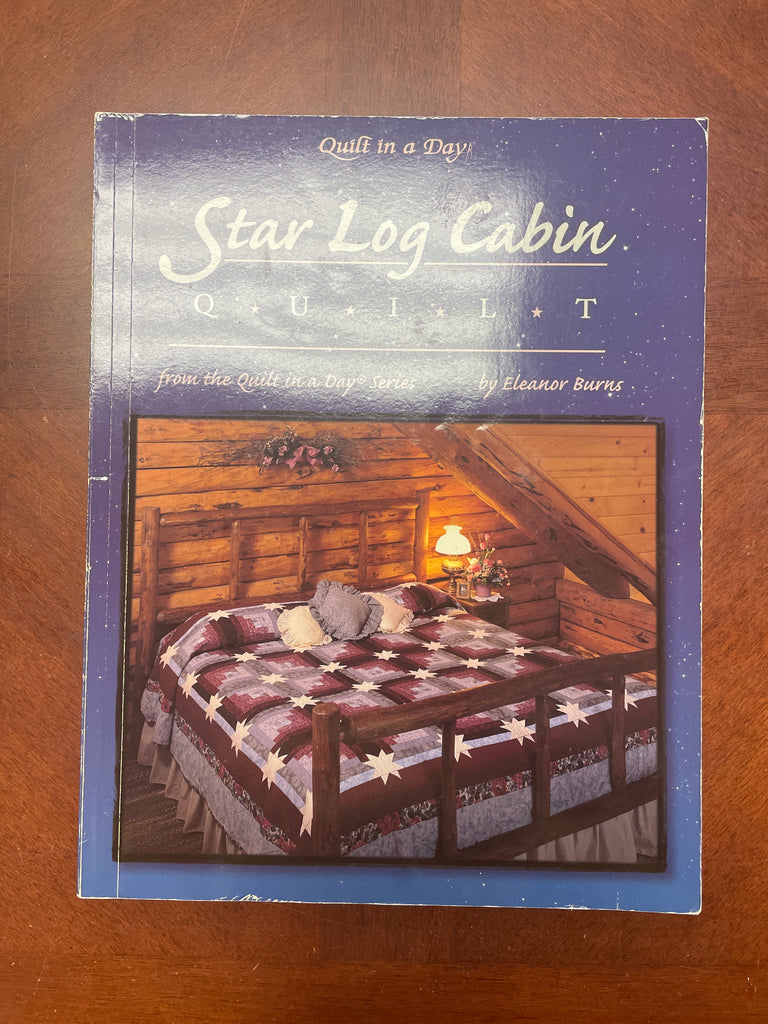 Quilt in a Day
Star Log Cabin
Q ★ U ★ I ★ L ★ T
from the Quilt in a Day® Series by Eleanor Burns